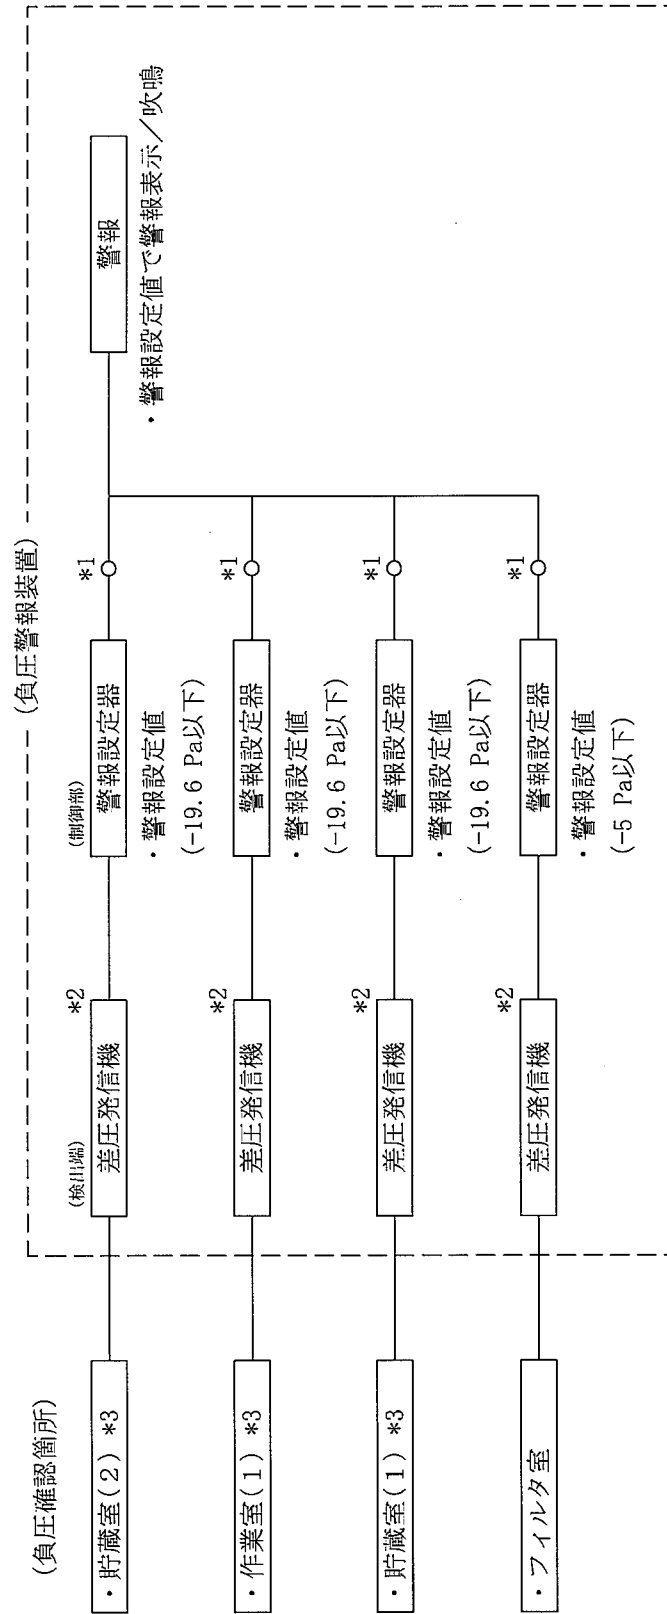 (負圧警報装置)
(負圧確認箇所)
(検出端)
(制御部)
・貯蔵室(2) *3
差圧発信機
*2
警報設定器
*1
警報
・警報設定値
(-19.6 Pa以下)
・警報設定値で警報表示／吹鳴
・作業室(1) *3
差圧発信機
*2
警報設定器
*1
・警報設定値
(-19.6 Pa以下)
・貯蔵室(1) *3
差圧発信機
*2
警報設定器
*1
・警報設定値
(-19.6 Pa以下)
・フィルタ室
差圧発信機
*2
警報設定器
*1
・警報設定値
(-5 Pa以下)